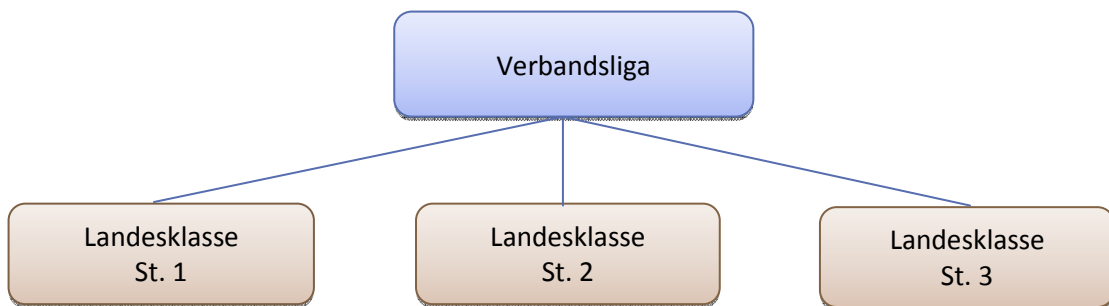 Verbandsliga
Landesklasse
St. 1
Landesklasse
St. 2
Landesklasse
St. 3